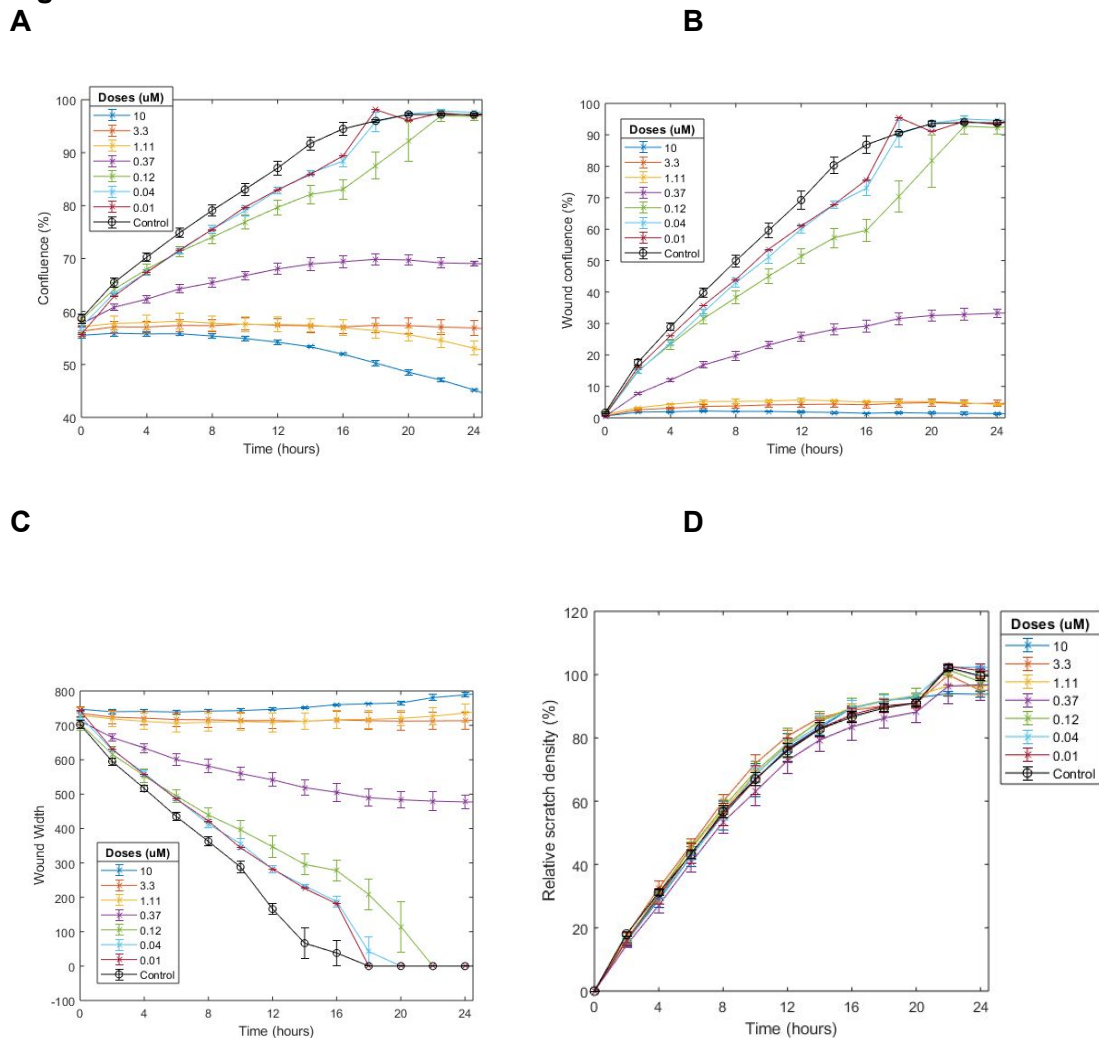 A
B
Doses (uM)
10
3.3
1.11
0.37
0.12
0.04
0.01
Control
Confluence (%)
100
90
80
70
60
50
40
0 4 8 12 16 20 24
Time (hours)
Doses (uM)
10
3.3
1.11
0.37
0.12
0.04
0.01
Control
Wound confluence (%)
100
90
80
70
60
50
40
30
20
10
0
0 4 8 12 16 20 24
Time (hours)
C
D
Wound Width
800
700
600
500
400
300
200
100
0
-100
Doses (uM)
10
3.3
1.11
0.37
0.12
0.04
0.01
Control
0 4 8 12 16 20 24
Time (hours)
Relative scratch density (%)
120
100
80
60
40
20
0
0 4 8 12 16 20 24
Time (hours)
Doses (uM)
10
3.3
1.11
0.37
0.12
0.04
0.01
Control